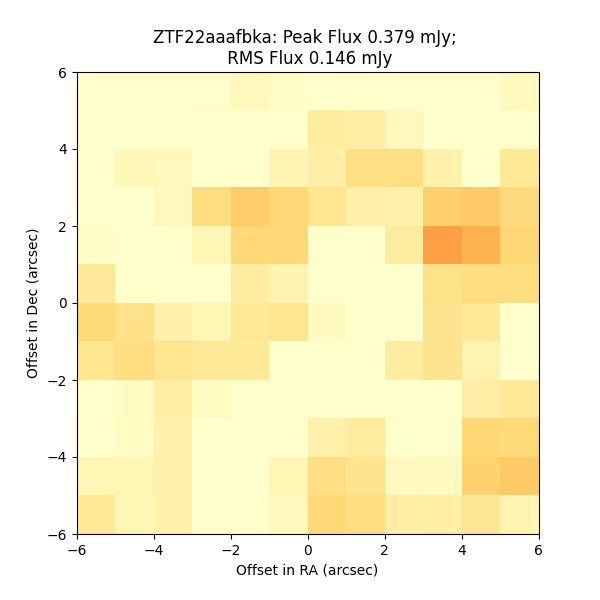 ZTF22aaafbka: Peak Flux 0.379 mJy;
RMS Flux 0.146 mJy
6
4
2
0
−2
−4
−6
Offset in Dec (arcsec)
−6 −4 −2 0 2 4 6
Offset in RA (arcsec)